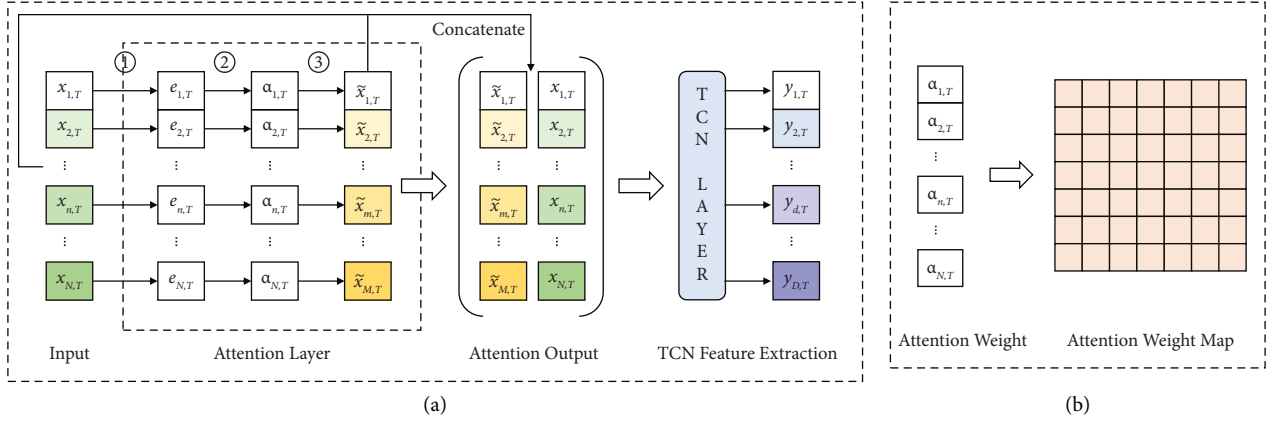 Concatenate
① ② ③
x1,T e1,T α1,T x̃1,T x̃1,T x1,T y1,T
x2,T e2,T α2,T x̃2,T x̃2,T x2,T y2,T
⋮ ⋮ ⋮ ⋮ ⋮ ⋮ ⋮
xn,T en,T αn,T x̃m,T x̃m,T xn,T yd,T
⋮ ⋮ ⋮ ⋮ ⋮ ⋮ ⋮
xN,T eN,T αN,T x̃M,T x̃M,T xN,T yD,T
TCN LAYER
Input Attention Layer Attention Output TCN Feature Extraction
(a)
α1,T
α2,T
⋮
αn,T
⋮
αN,T
Attention Weight Attention Weight Map
(b)